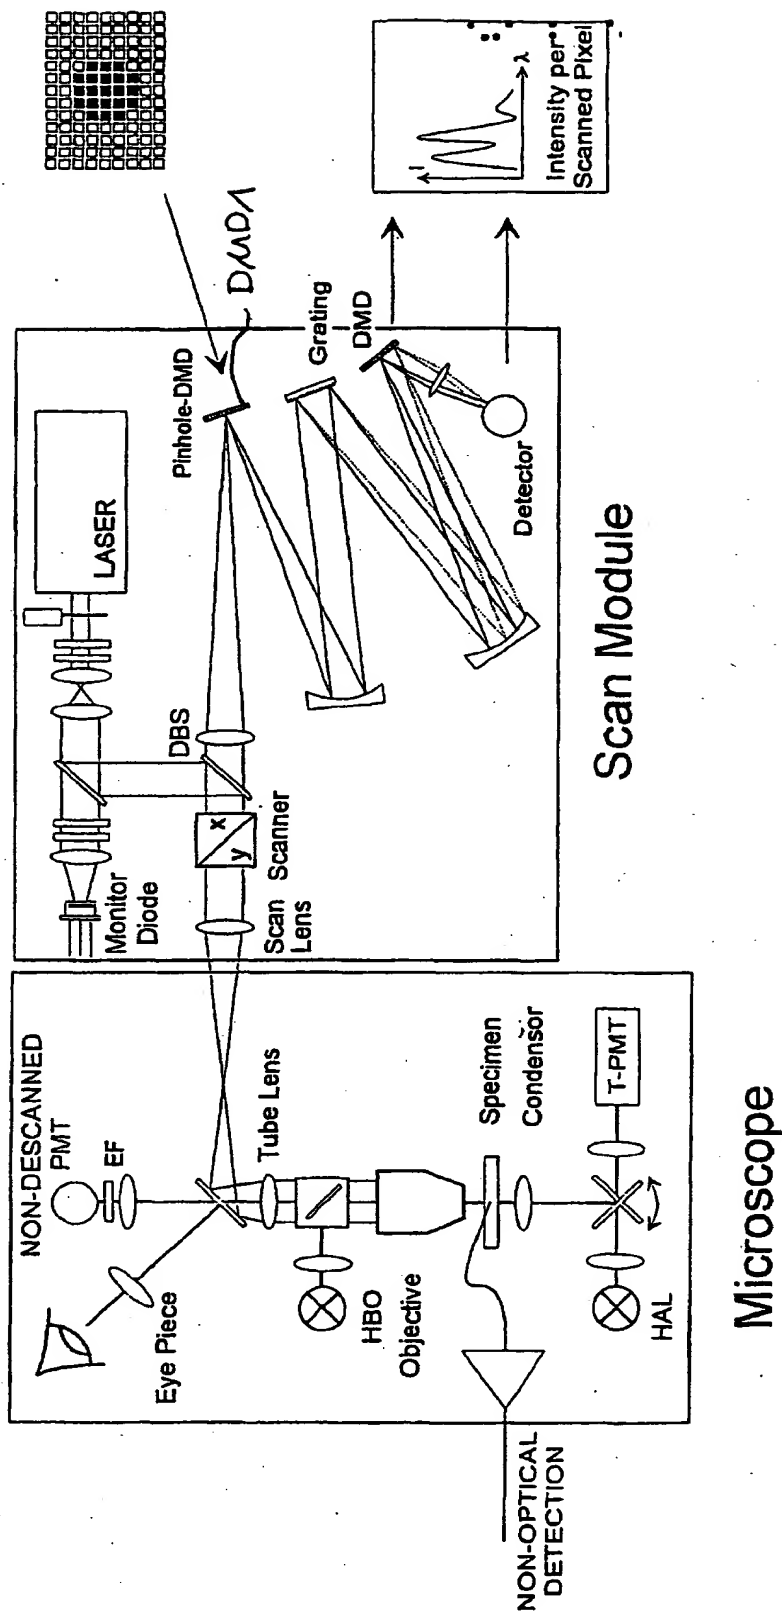 NON-DESCANNED
PMT
EF
Eye Piece
Tube Lens
HBO
Objective
Specimen
Condensor
T-PMT
HAL
NON-OPTICAL
DETECTION
Microscope
Monitor
Diode
LASER
DBS
x
y
Scanner
Scan
Lens
Pinhole-DMD
DMD1
Grating
DMD
Detector
Scan Module
I
λ
Intensity per
Scanned Pixel